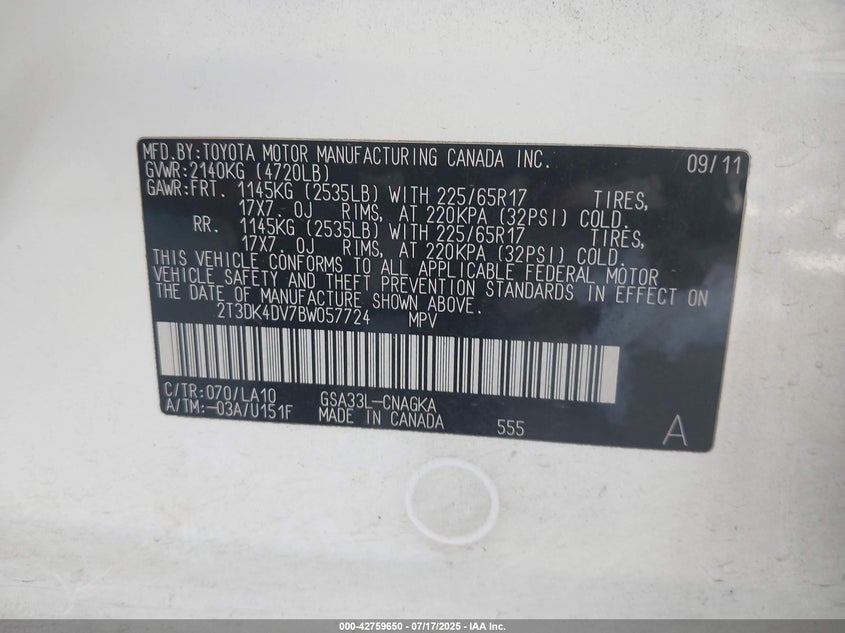 MFD.BY:TOYOTA MOTOR MANUFACTURING CANADA INC. 09/11
GVWR:2140KG (4720LB)
GAWR:FRT. 1145KG (2535LB) WITH 225/65R17 TIRES,
17X7. 0J RIMS, AT 220KPA (32PSI) COLD.
RR. 1145KG (2535LB) WITH 225/65R17 TIRES,
17X7. 0J RIMS, AT 220KPA (32PSI) COLD.
THIS VEHICLE CONFORMS TO ALL APPLICABLE FEDERAL MOTOR
VEHICLE SAFETY AND THEFT PREVENTION STANDARDS IN EFFECT ON
THE DATE OF MANUFACTURE SHOWN ABOVE.
2T3DK4DV7BW057724 MPV
C/TR:070/LA10 GSA33L-CNAGKA
A/TM:-03A/U151F MADE IN CANADA 555
A
000-42759650 - 07/17/2025 - IAA Inc.